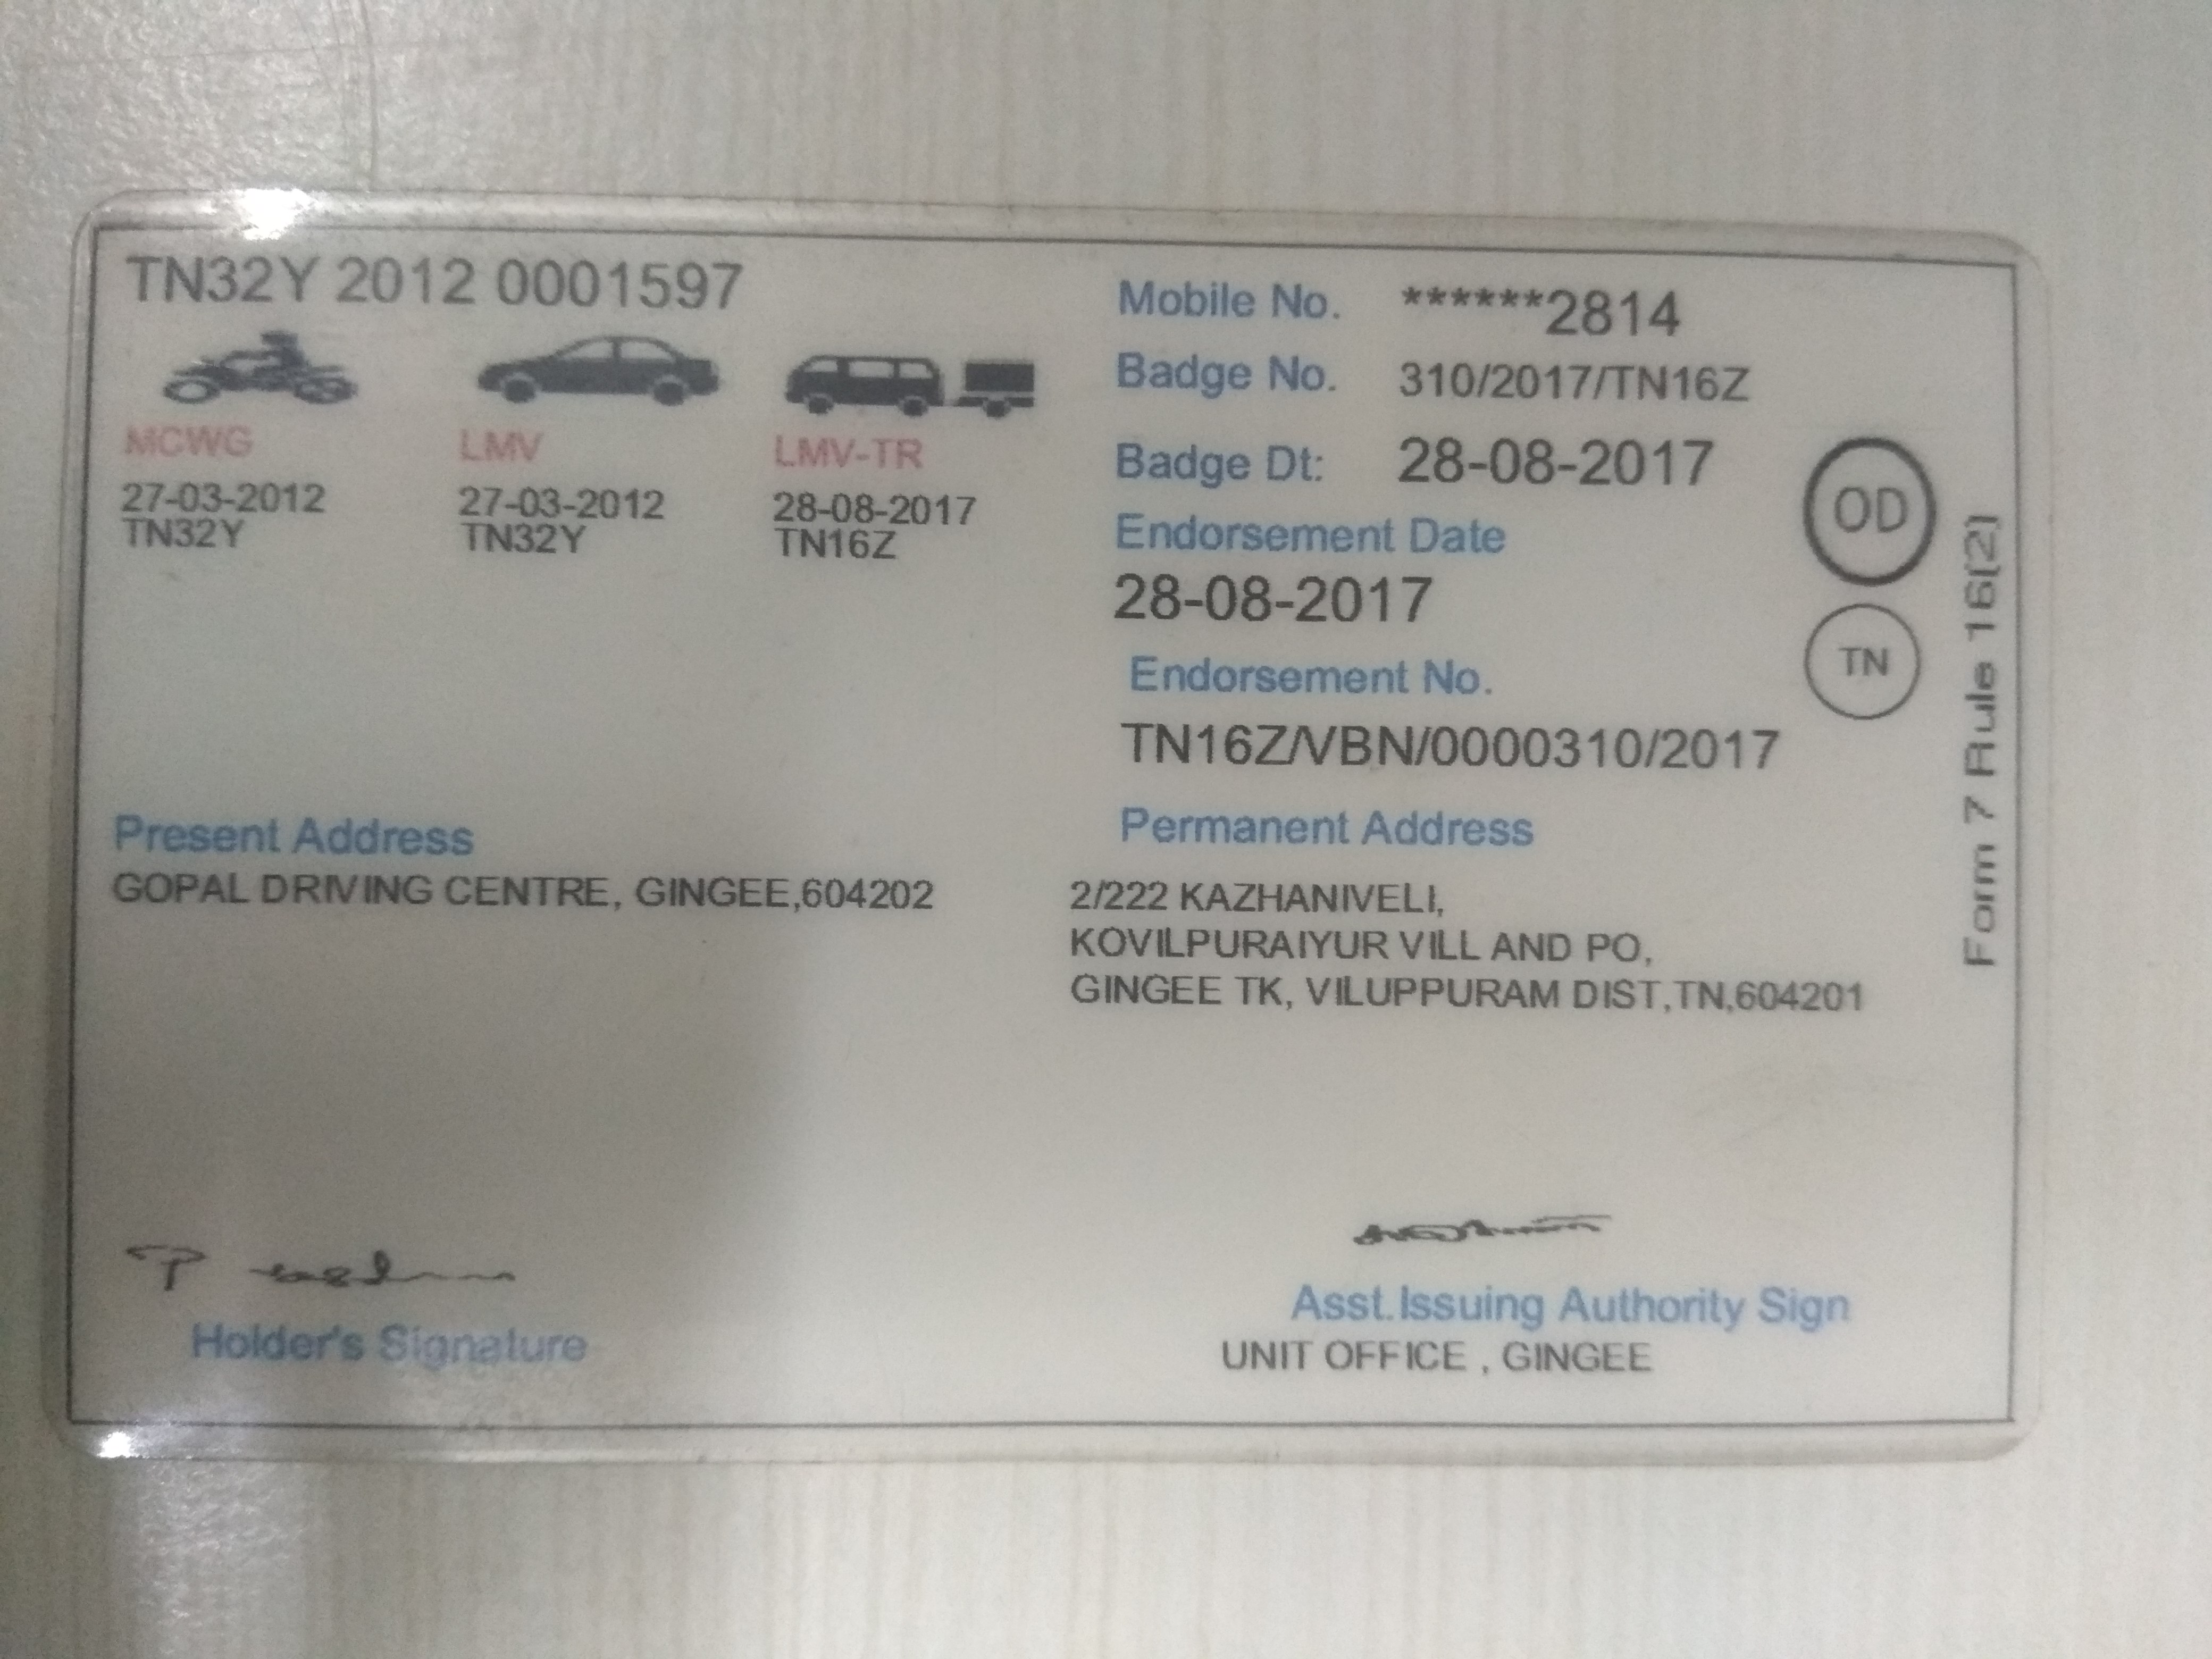 TN32Y 2012 0001597
MCWG
27-03-2012
TN32Y
LMV
27-03-2012
TN32Y
LMV-TR
28-08-2017
TN16Z
Mobile No. ******2814
Badge No. 310/2017/TN16Z
Badge Dt: 28-08-2017
Endorsement Date
28-08-2017
Endorsement No.
TN16Z/VBN/0000310/2017
OD
TN
Form 7 Rule 16(2)
Present Address
GOPAL DRIVING CENTRE, GINGEE,604202
Permanent Address
2/222 KAZHANIVELI,
KOVILPURAIYUR VILL AND PO,
GINGEE TK, VILUPPURAM DIST,TN,604201
Holder's Signature
Asst.Issuing Authority Sign
UNIT OFFICE , GINGEE